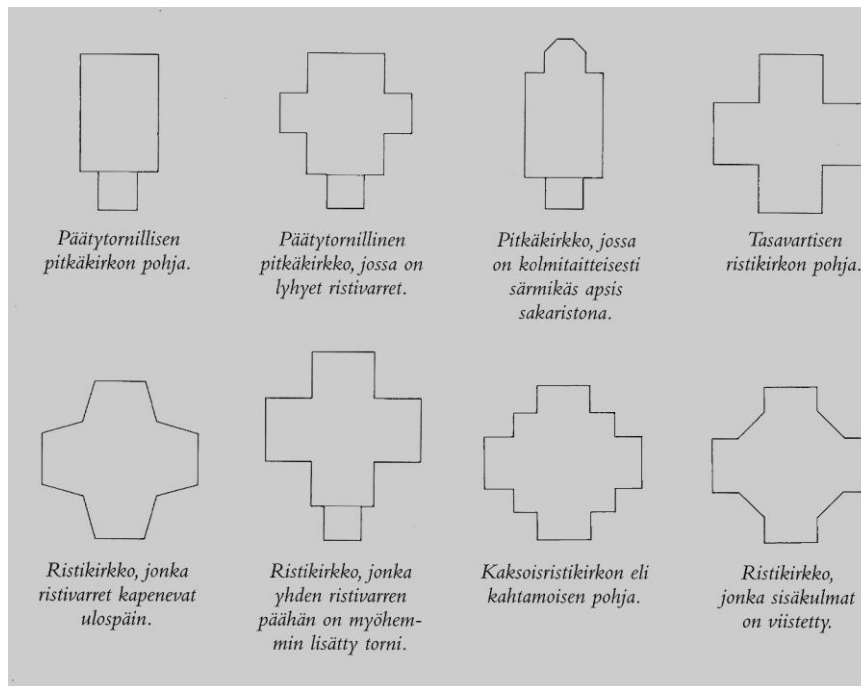 Päätytornillisen
pitkäkirkon pohja.
Päätytornillinen
pitkäkirkko, jossa on
lyhyet ristivarret.
Pitkäkirkko, jossa
on kolmitaitteisesti
särmikäs apsis
sakaristona.
Tasavartisen
ristikirkon pohja.
Ristikirkko, jonka
ristivarret kapenevat
ulospäin.
Ristikirkko, jonka
yhden ristivarren
päähän on myöhem-
min lisätty torni.
Kaksoisristikirkon eli
kahtamoisen pohja.
Ristikirkko,
jonka sisäkulmat
on viistetty.